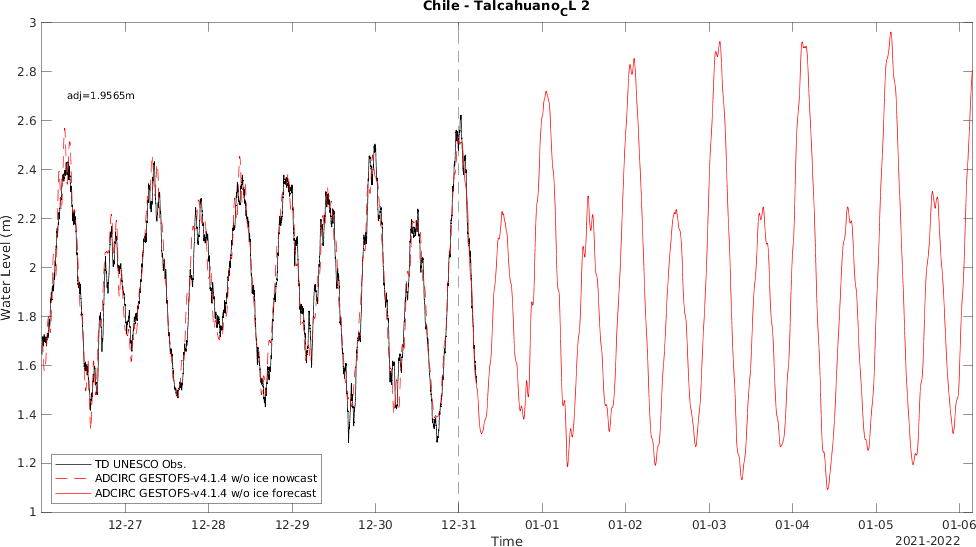 Chile - Talcahuano_CL 2
3
2.8
2.6
2.4
2.2
2
1.8
1.6
1.4
1.2
1
Water Level (m)
adj=1.9565m
TD UNESCO Obs.
ADCIRC GESTOFS-v4.1.4 w/o ice nowcast
ADCIRC GESTOFS-v4.1.4 w/o ice forecast
12-27 12-28 12-29 12-30 12-31 01-01 01-02 01-03 01-04 01-05 01-06
Time
2021-2022